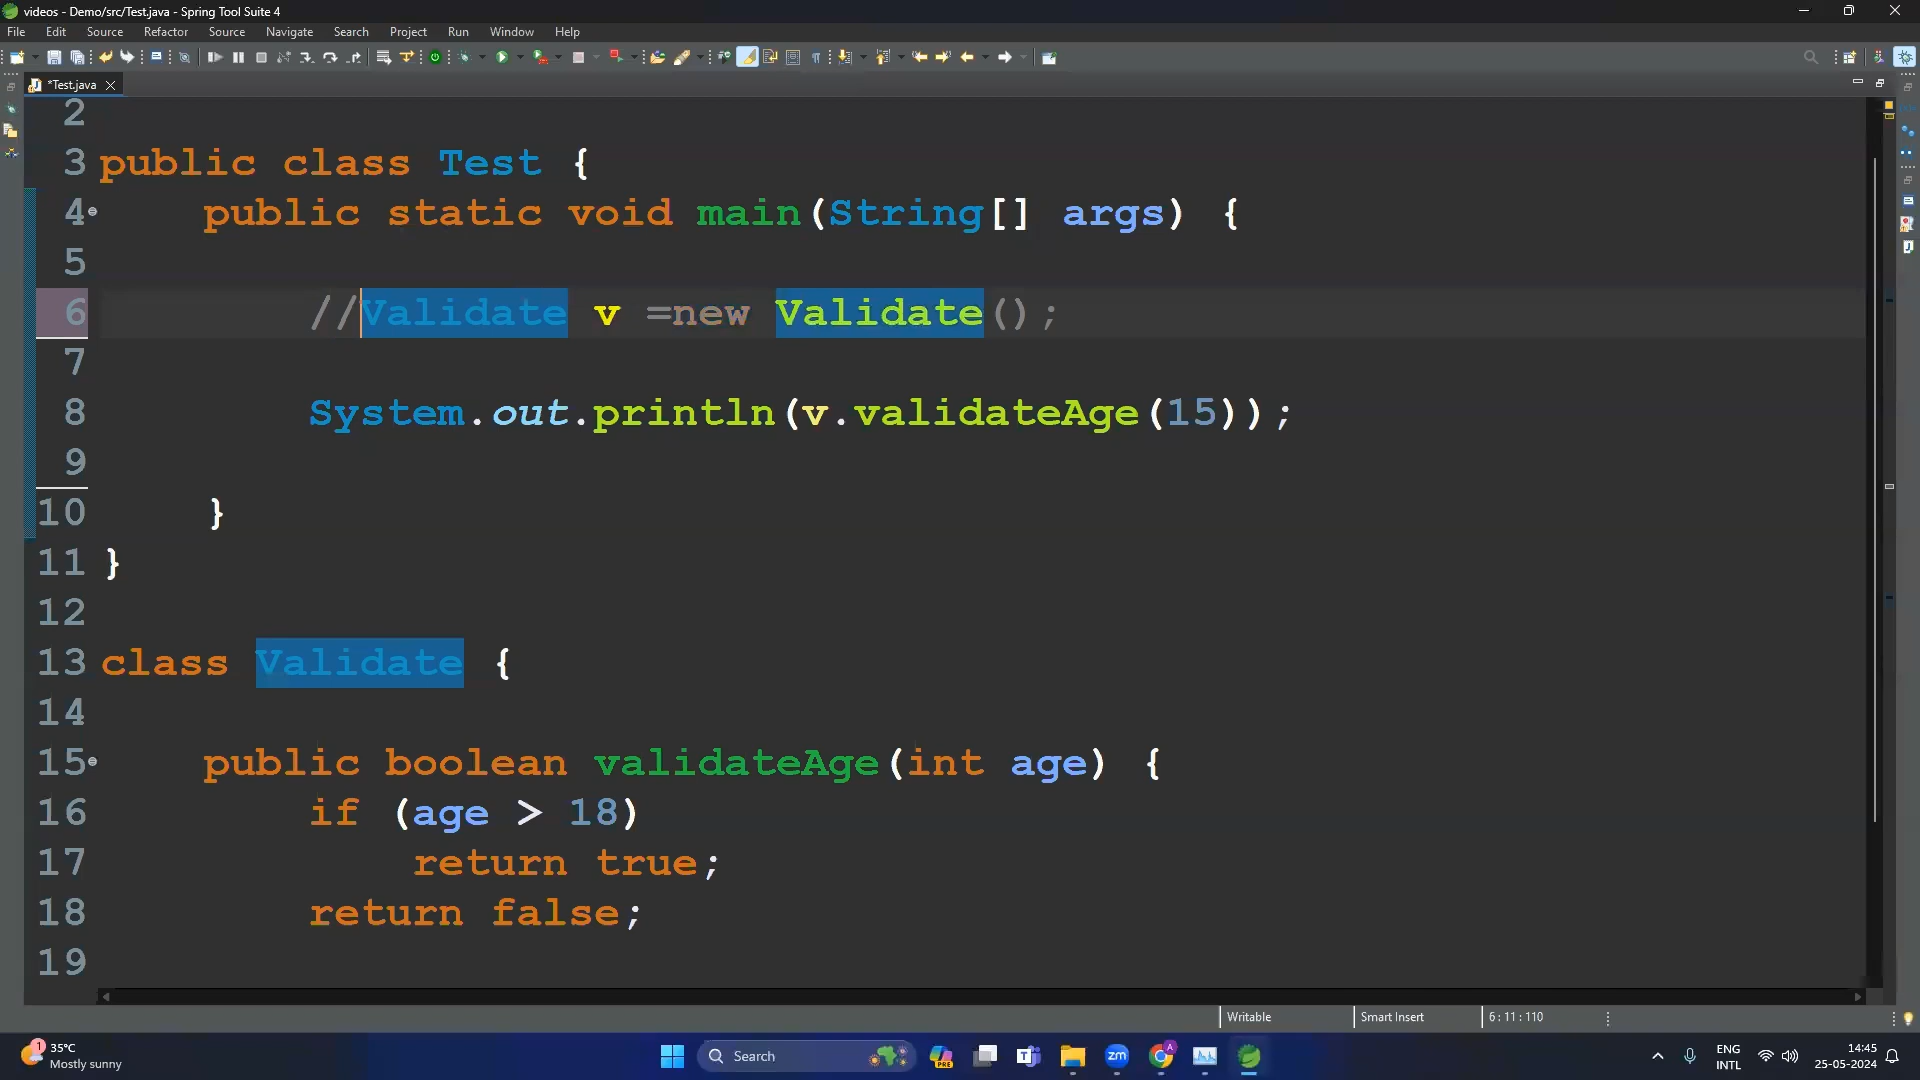 videos - Demo/src/Test.java - Spring Tool Suite 4
File Edit Source Refactor Source Navigate Search Project Run Window Help
*Test.java
2
3 public class Test {
4 public static void main(String[] args) {
5
6 //Validate v =new Validate();
7
8 System.out.println(v.validateAge(15));
9
10 }
11 }
12
13 class Validate {
14
15 public boolean validateAge(int age) {
16 if (age > 18)
17 return true;
18 return false;
19
Writable Smart Insert 6 : 11 : 110
1 35°C
Mostly sunny
Search
PRE
zm
A
ENG
INTL
14:45
25-05-2024